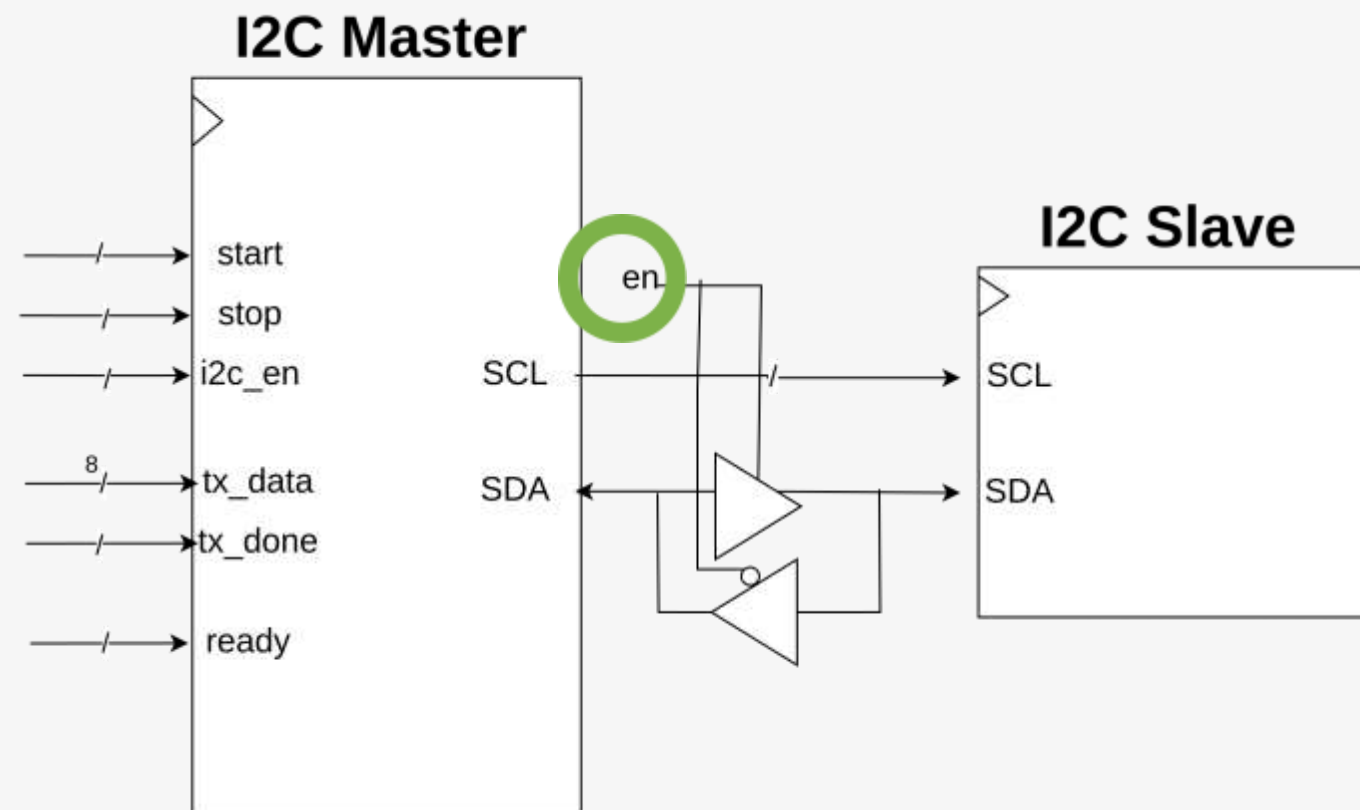 I2C Master
start
stop
i2c_en
8
tx_data
tx_done
ready
en
SCL
SDA
I2C Slave
SCL
SDA